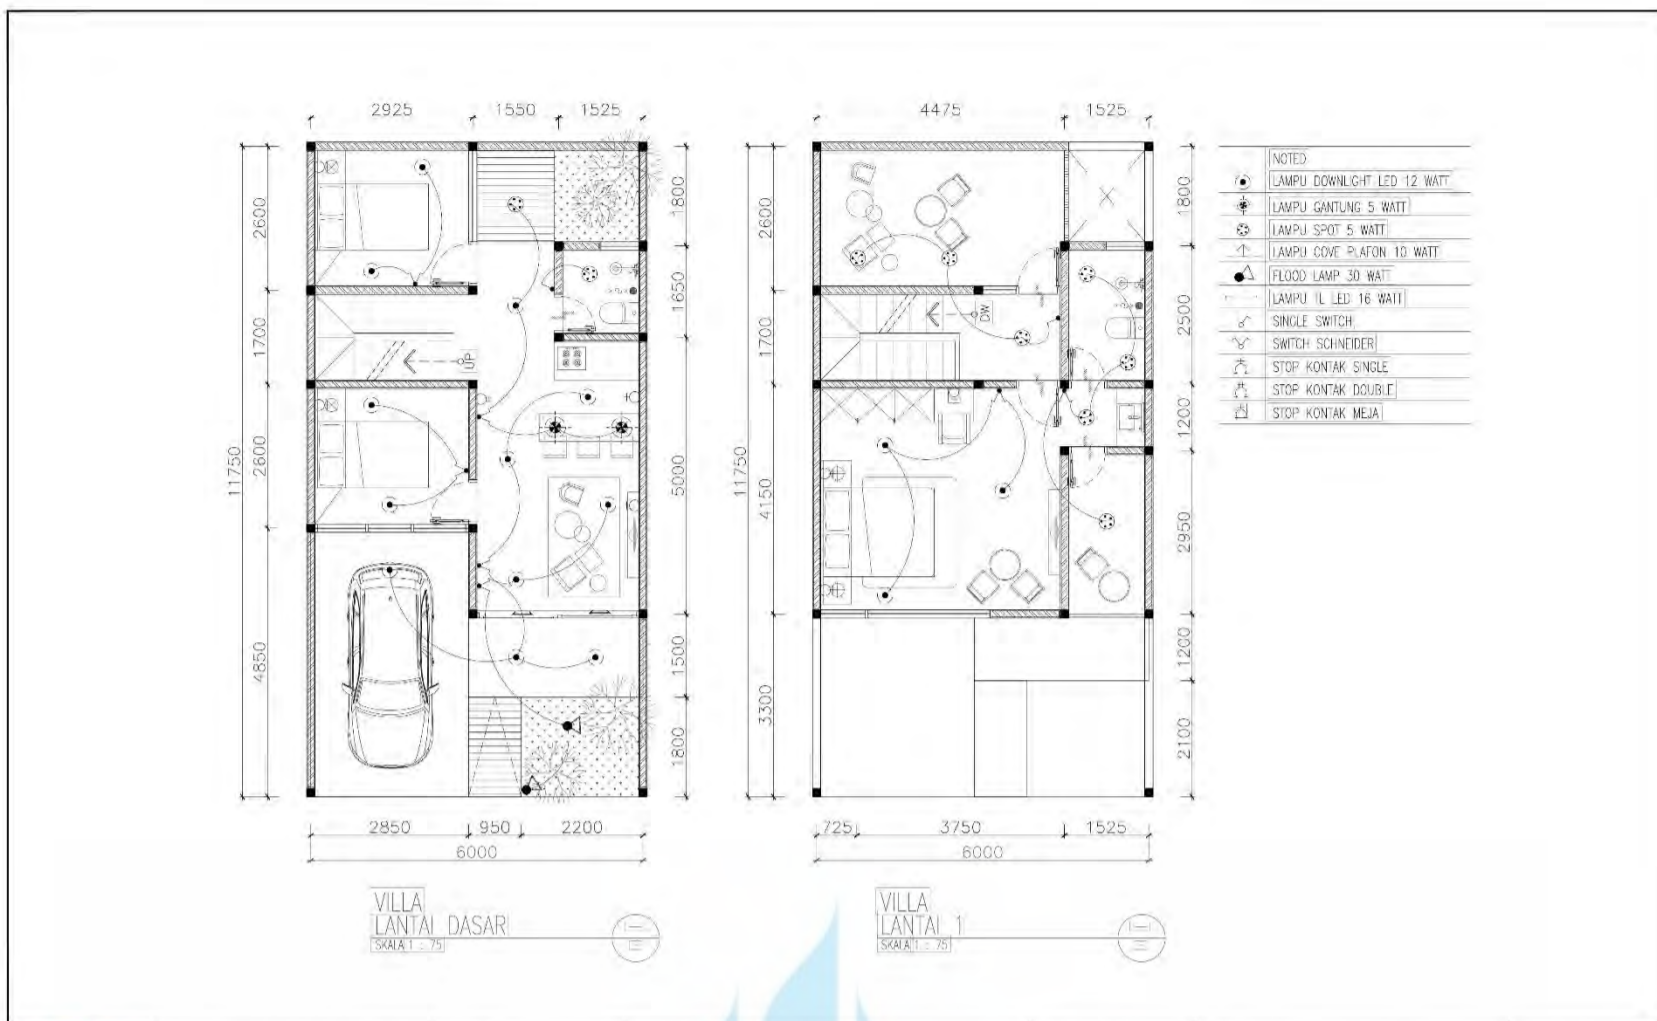 2925 1550 1525
11750
2600
1700
2600
4850
1800
1650
5000
1500
1800
UP
2850 950 2200
6000
VILLA
LANTAI DASAR
SKALA 1 : 75
4475 1525
11750
2600
1700
4150
3300
1800
2500
1200
2950
1200
2100
DW
725 3750 1525
6000
VILLA
LANTAI 1
SKALA 1 : 75
NOTED
LAMPU DOWNLIGHT LED 12 WATT
LAMPU GANTUNG 5 WATT
LAMPU SPOT 5 WATT
LAMPU COVE PLAFON 10 WATT
FLOOD LAMP 30 WATT
LAMPU TL LED 16 WATT
SINGLE SWITCH
SWITCH SCHNEIDER
STOP KONTAK SINGLE
STOP KONTAK DOUBLE
STOP KONTAK MEJA